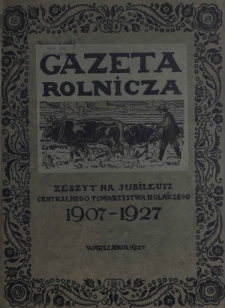 GAZETA
ROLNICZA
ZESZYT NA JUBILEUSZ
CENTRALNEGO TOWARZYSTWA ROLNICZEGO
1907-1927
WARSZAWA 1927